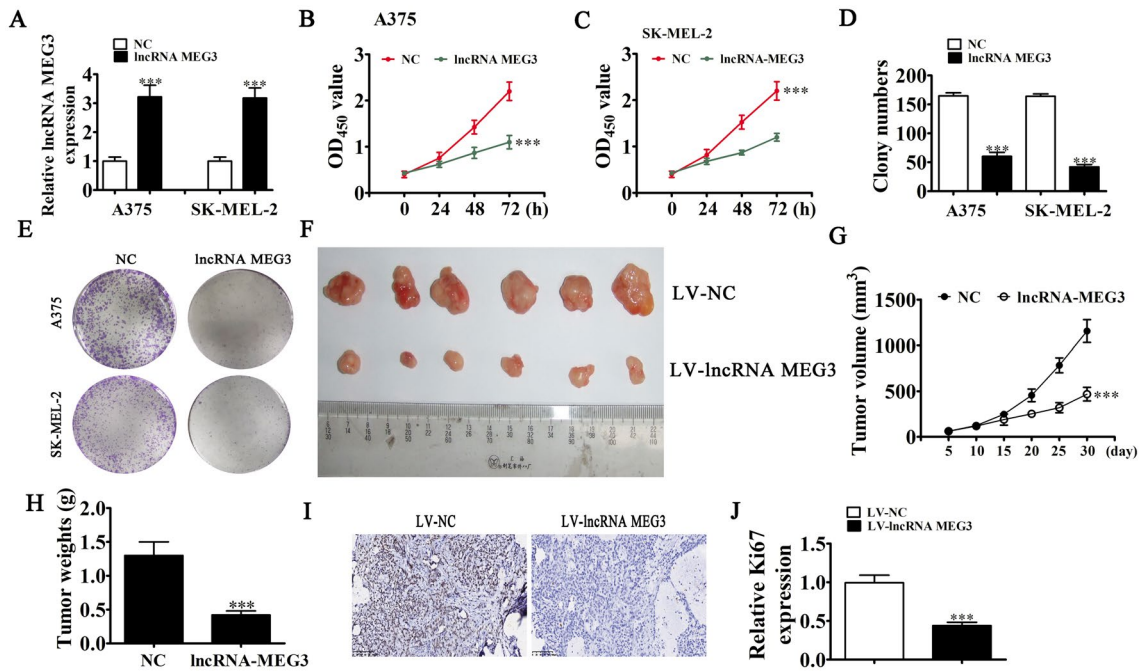 A
NC
lncRNA MEG3
Relative lncRNA MEG3
expression
4
3
2
1
0
***
***
A375
SK-MEL-2
B
A375
NC
lncRNA MEG3
OD450 value
3
2
1
0
***
0 24 48 72 (h)
C
SK-MEL-2
NC
lncRNA-MEG3
OD450 value
3
2
1
0
***
0 24 48 72 (h)
D
NC
lncRNA MEG3
Clony numbers
200
150
100
50
0
***
***
A375
SK-MEL-2
E
NC
lncRNA MEG3
A375
SK-MEL-2
F
LV-NC
LV-lncRNA MEG3
G
NC
lncRNA-MEG3
Tumor volume (mm3)
1500
1000
500
0
***
5 10 15 20 25 30 (day)
H
Tumor weights (g)
2.0
1.5
1.0
0.5
0.0
***
NC
lncRNA-MEG3
I
LV-NC
LV-lncRNA MEG3
J
LV-NC
LV-lncRNA MEG3
Relative Ki67
expression
1.5
1.0
0.5
0.0
***